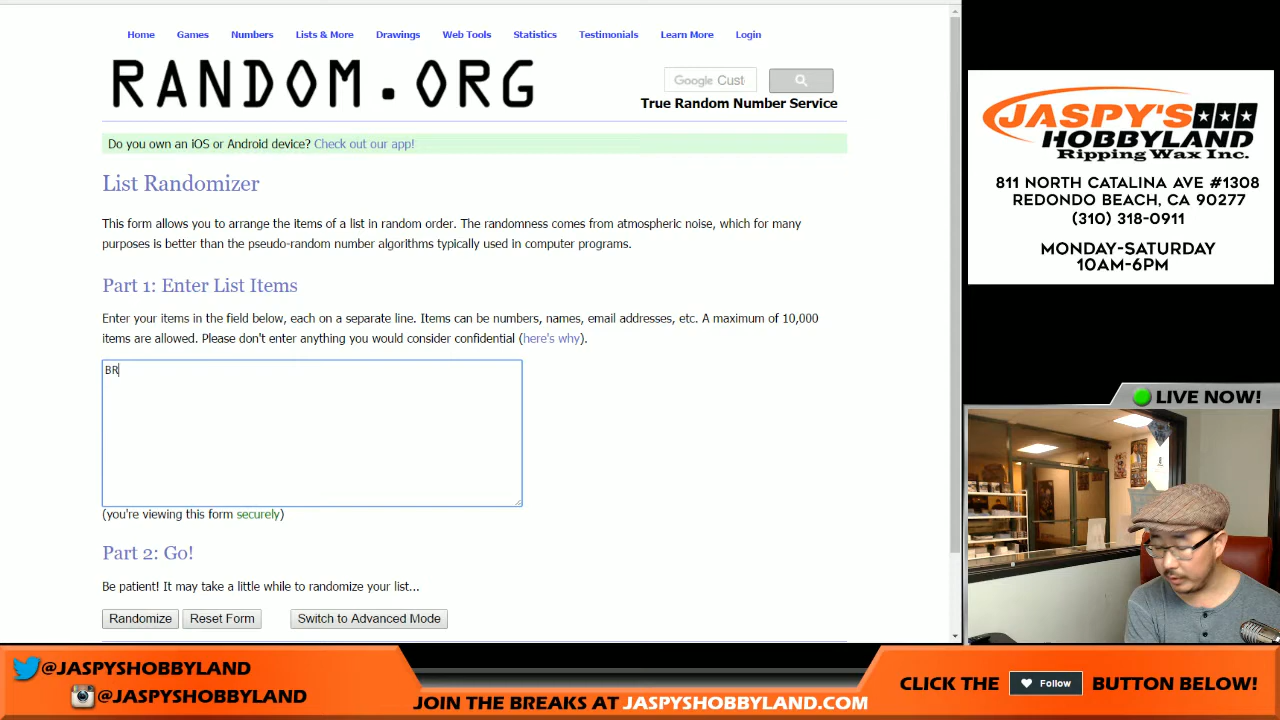 Home Games Numbers Lists & More Drawings Web Tools Statistics Testimonials Learn More Login
RANDOM.ORG
Google Cust
True Random Number Service
Do you own an iOS or Android device? Check out our app!
List Randomizer
This form allows you to arrange the items of a list in random order. The randomness comes from atmospheric noise, which for many
purposes is better than the pseudo-random number algorithms typically used in computer programs.
Part 1: Enter List Items
Enter your items in the field below, each on a separate line. Items can be numbers, names, email addresses, etc. A maximum of 10,000
items are allowed. Please don't enter anything you would consider confidential (here's why).
BR
(you're viewing this form securely)
Part 2: Go!
Be patient! It may take a little while to randomize your list...
Randomize Reset Form Switch to Advanced Mode
JASPY'S
HOBBYLAND
Ripping Wax Inc.
811 NORTH CATALINA AVE #1308
REDONDO BEACH, CA 90277
(310) 318-0911
MONDAY-SATURDAY
10AM-6PM
LIVE NOW!
@JASPYSHOBBYLAND
@JASPYSHOBBYLAND
JOIN THE BREAKS AT JASPYSHOBBYLAND.COM
CLICK THE Follow BUTTON BELOW!